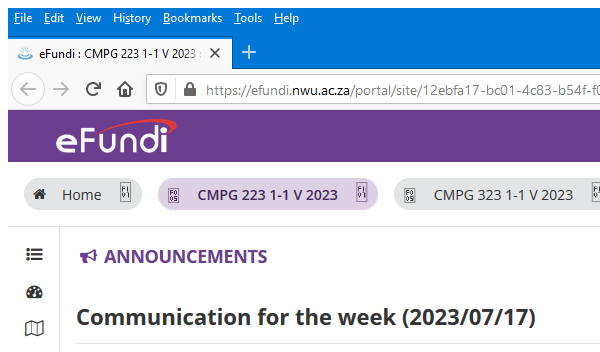 File Edit View History Bookmarks Tools Help
eFundi : CMPG 223 1-1 V 2023 :
https://efundi.nwu.ac.za/portal/site/12ebfa17-bc01-4c83-b54f-f0
eFundi
Home CMPG 223 1-1 V 2023 CMPG 323 1-1 V 2023
ANNOUNCEMENTS
Communication for the week (2023/07/17)